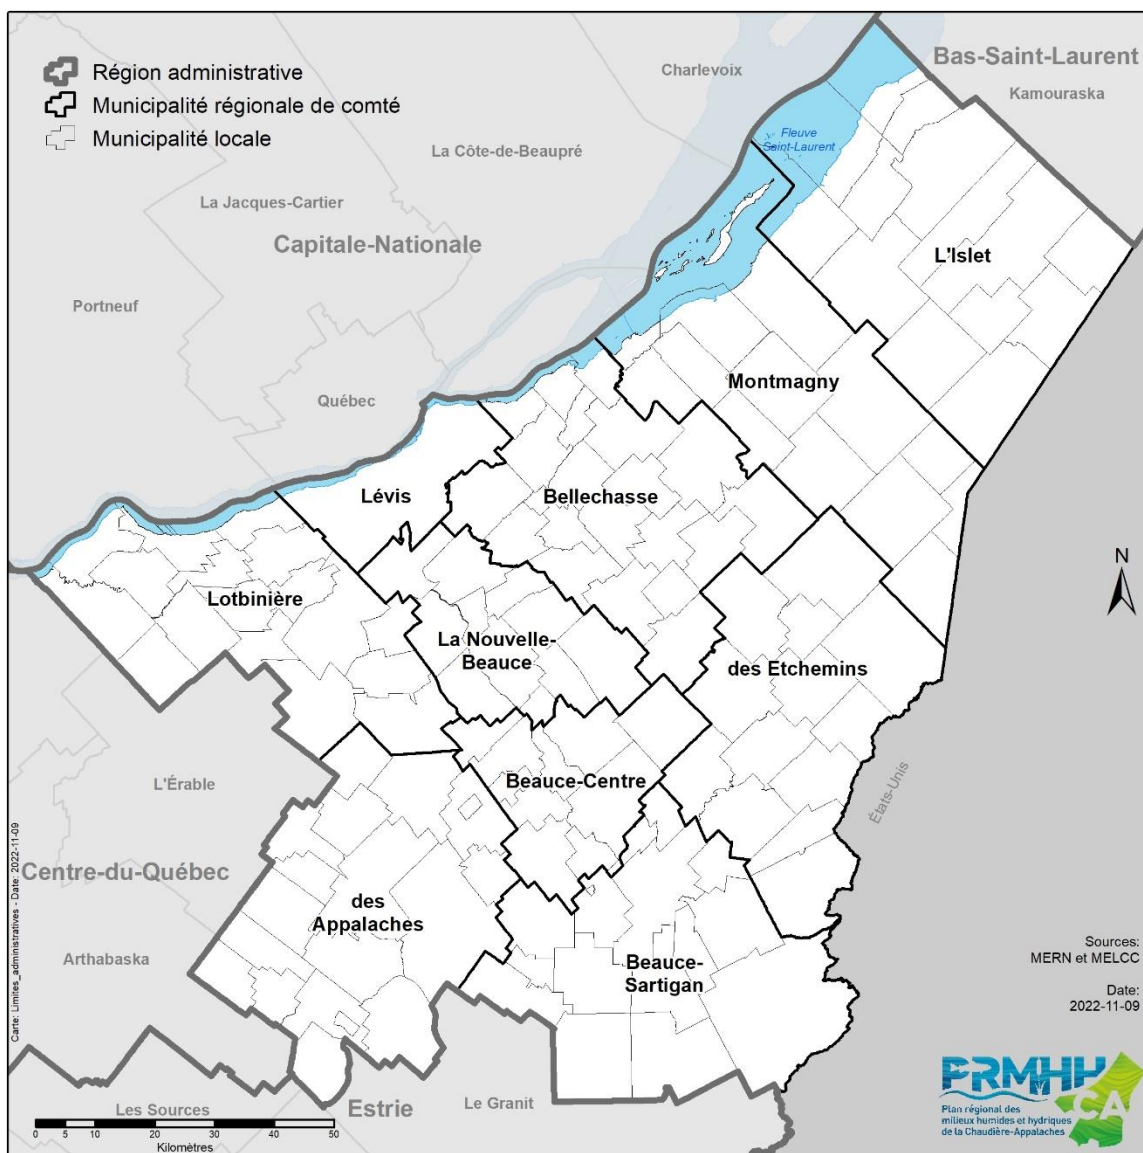 Région administrative
Municipalité régionale de comté
Municipalité locale
Charlevoix
Bas-Saint-Laurent
Kamouraska
La Côte-de-Beaupré
Fleuve
Saint-Laurent
La Jacques-Cartier
Capitale-Nationale
Portneuf
Québec
L'Islet
Montmagny
Lévis
Bellechasse
N
Lotbinière
La Nouvelle-
Beauce
des Etchemins
L'Érable
Beauce-Centre
États-Unis
Centre-du-Québec
des
Appalaches
Arthabaska
Beauce-
Sartigan
Sources:
MERN et MELCC
Date:
2022-11-09
Carte: Limites_administratives - Date: 2022-11-09
Les Sources
Estrie
Le Granit
0 5 10 20 30 40 50
Kilomètres
PRMHH
CA
Plan régional des
milieux humides et hydriques
de la Chaudière-Appalaches